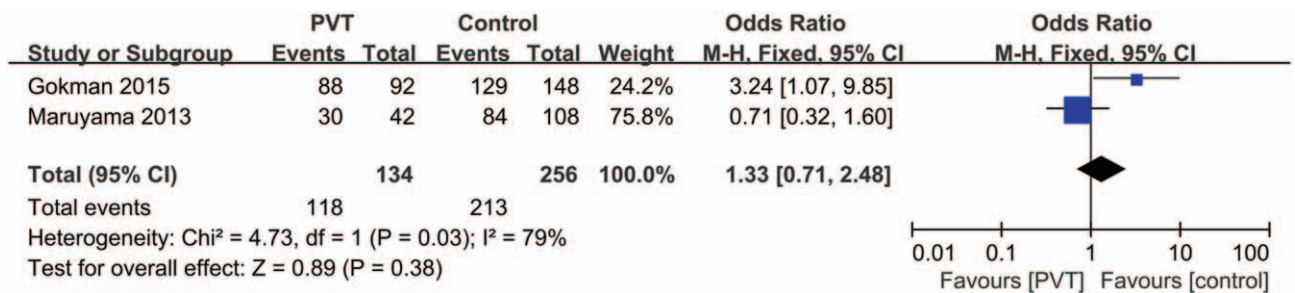 PVT Control Odds Ratio Odds Ratio
Study or Subgroup Events Total Events Total Weight M-H, Fixed, 95% CI M-H, Fixed, 95% CI
Gokman 2015 88 92 129 148 24.2% 3.24 [1.07, 9.85]
Maruyama 2013 30 42 84 108 75.8% 0.71 [0.32, 1.60]
Total (95% CI) 134 256 100.0% 1.33 [0.71, 2.48]
Total events 118 213
Heterogeneity: Chi² = 4.73, df = 1 (P = 0.03); I² = 79%
Test for overall effect: Z = 0.89 (P = 0.38)
0.01 0.1 1 10 100
Favours [PVT] Favours [control]